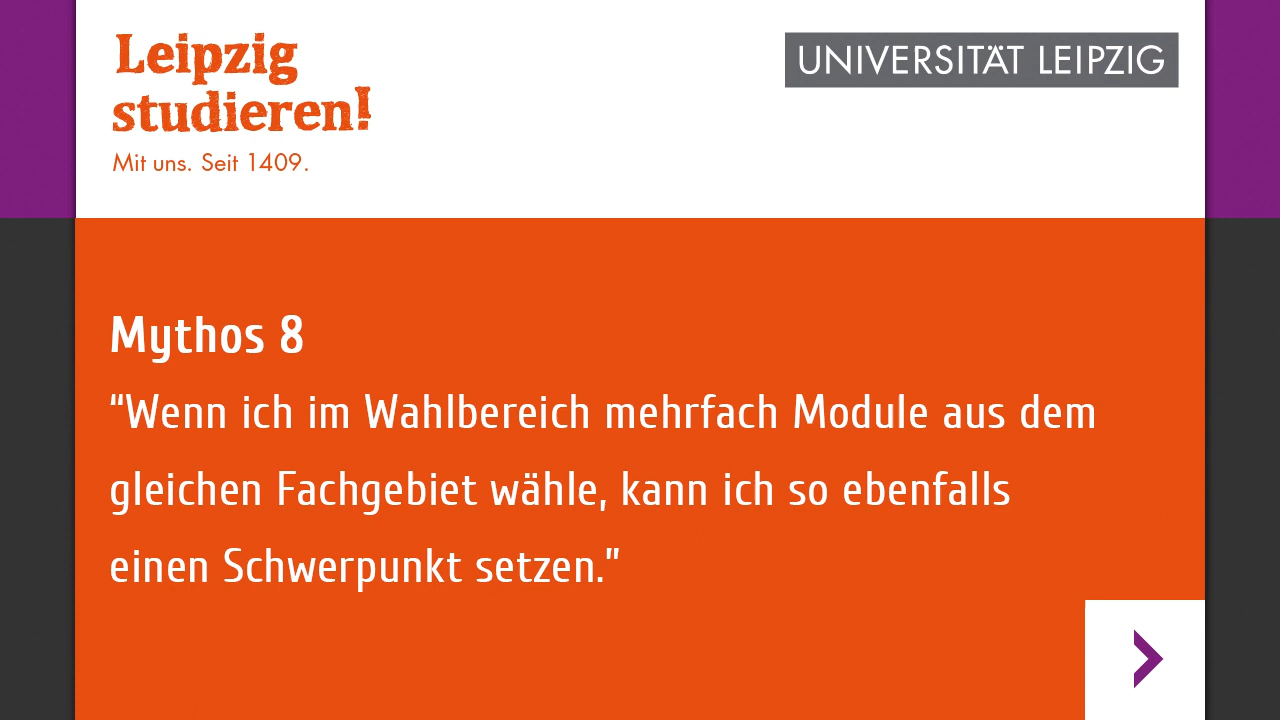 Leipzig
studieren!
Mit uns. Seit 1409.
UNIVERSITÄT LEIPZIG
Mythos 8
“Wenn ich im Wahlbereich mehrfach Module aus dem
gleichen Fachgebiet wähle, kann ich so ebenfalls
einen Schwerpunkt setzen.”